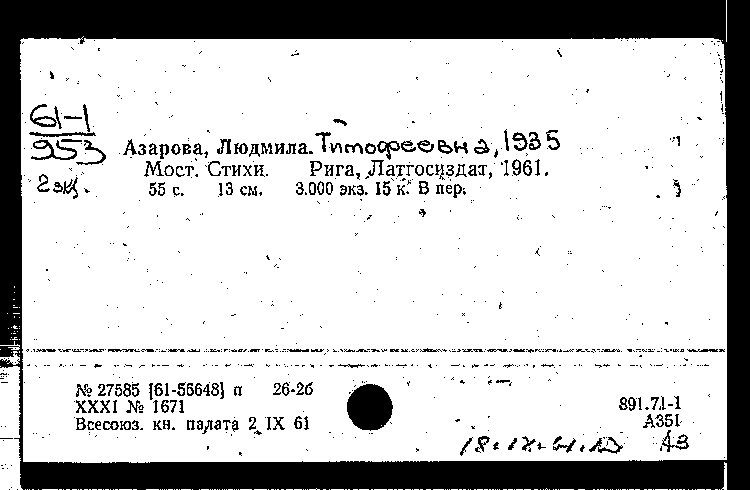 61-1
953
2 экз.
Азарова, Людмила Тимофеевна, 1935
Мост. Стихи. Рига, Латгосиздат, 1961.
55 с. 13 см. 3.000 экз. 15 к. В пер.
№ 27585 [61-55648] п 26-2б
XXXI № 1671
Всесоюз. кн. палата 2 IX 61
891.71-1
А351
АЗ